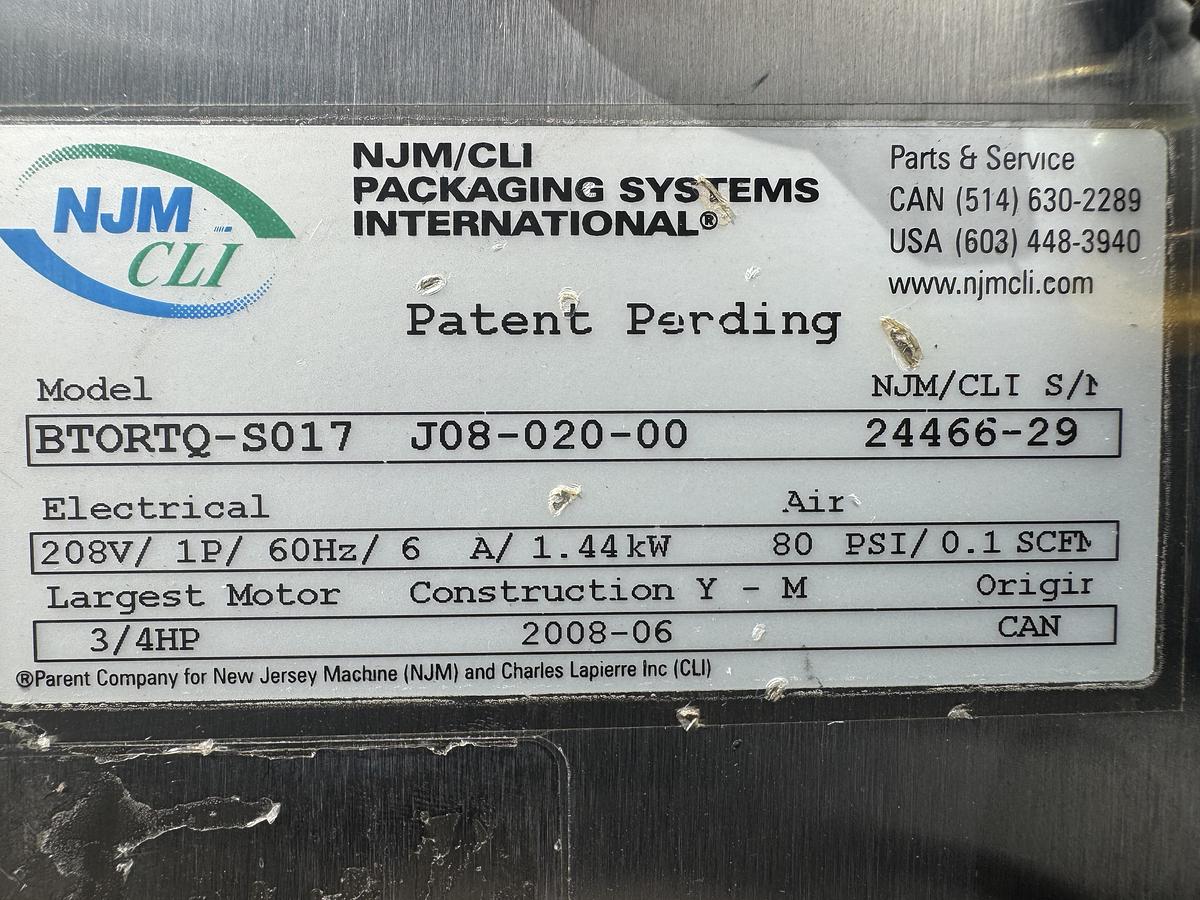 NJM
CLI
NJM/CLI
PACKAGING SYSTEMS
INTERNATIONAL®
Parts & Service
CAN (514) 630-2289
USA (603) 448-3940
www.njmcli.com
Patent Pending
Model NJM/CLI S/N
BTORTQ-S017 J08-020-00 24466-29
Electrical Air
208V/ 1P/ 60Hz/ 6 A/ 1.44kW 80 PSI/ 0.1 SCFM
Largest Motor Construction Y - M Origin
3/4HP 2008-06 CAN
®Parent Company for New Jersey Machine (NJM) and Charles Lapierre Inc (CLI)